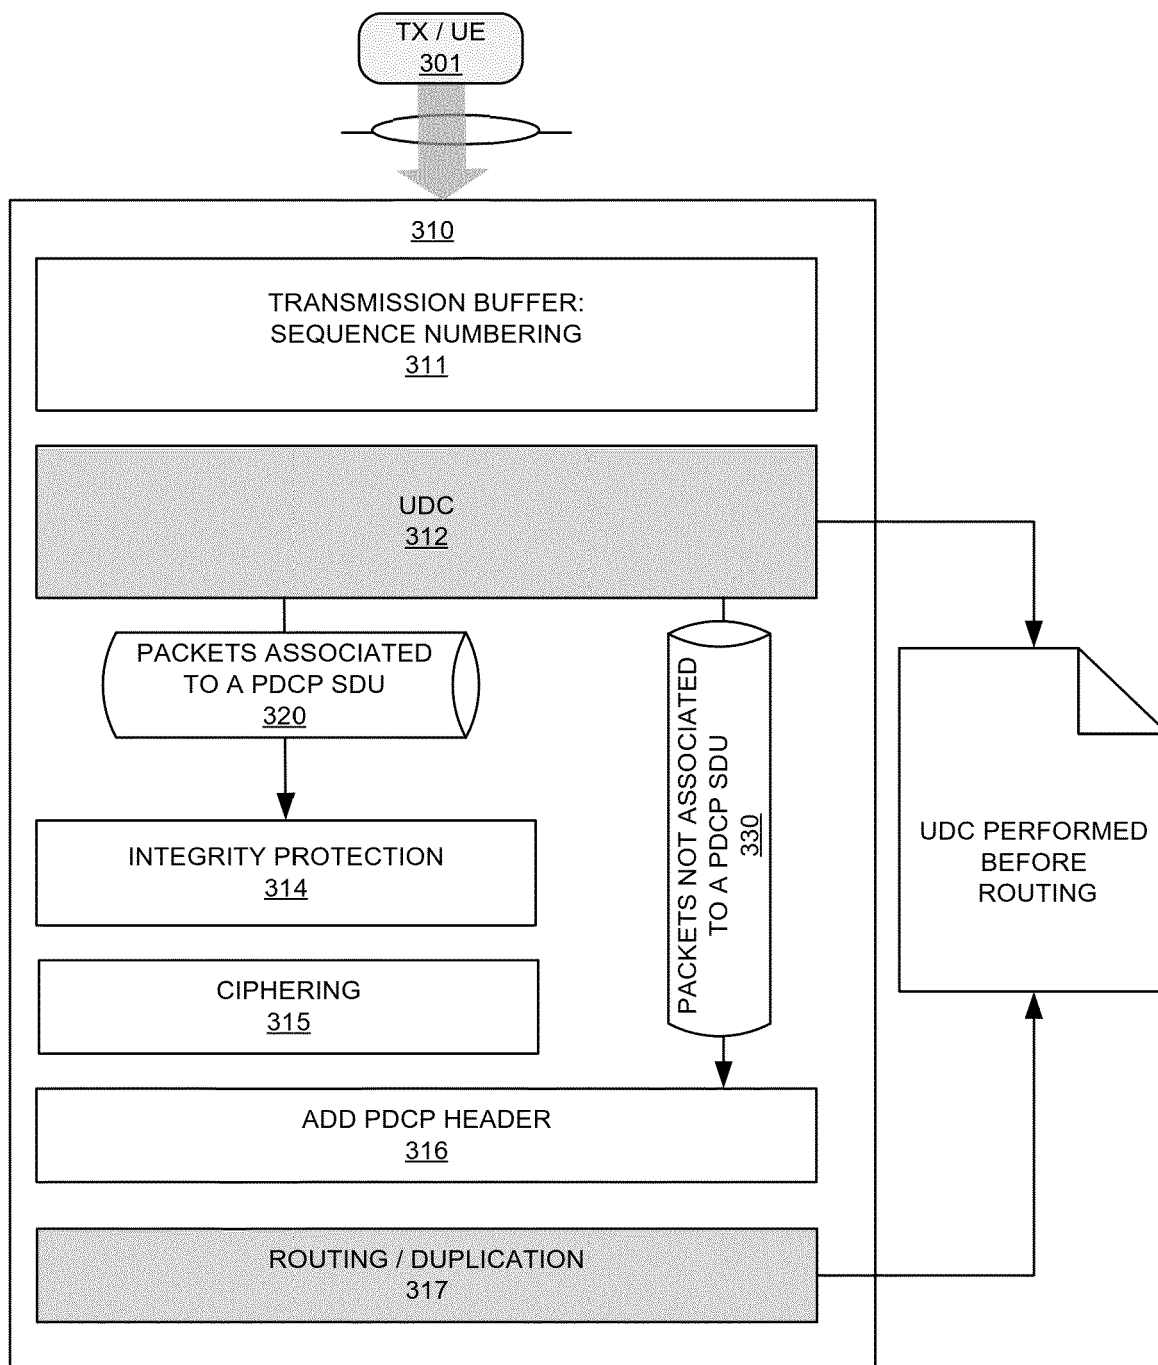 TX / UE
301
310
TRANSMISSION BUFFER:
SEQUENCE NUMBERING
311
UDC
312
PACKETS ASSOCIATED
TO A PDCP SDU
320
PACKETS NOT ASSOCIATED
TO A PDCP SDU
330
INTEGRITY PROTECTION
314
UDC PERFORMED
BEFORE
ROUTING
CIPHERING
315
ADD PDCP HEADER
316
ROUTING / DUPLICATION
317